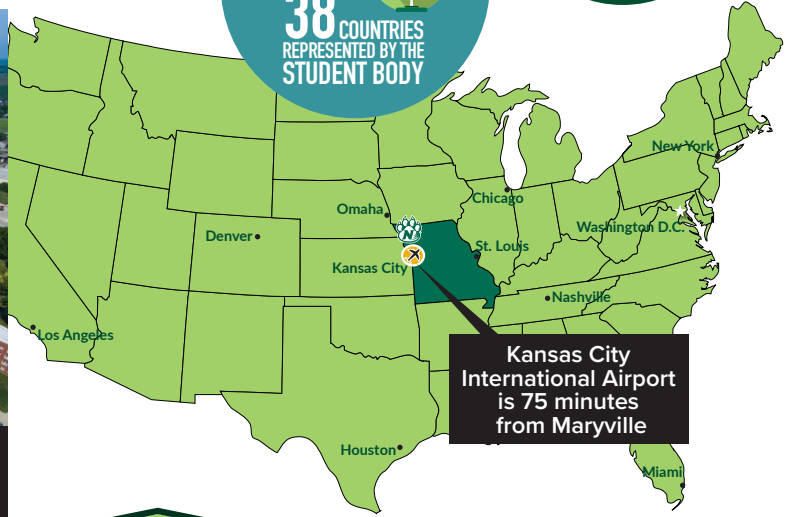 38 COUNTRIES
REPRESENTED BY THE
STUDENT BODY
New York
Chicago
Omaha
N
Washington D.C.
Denver
St. Louis
Kansas City
Nashville
Los Angeles
Kansas City
International Airport
is 75 minutes
from Maryville
Houston
Miami